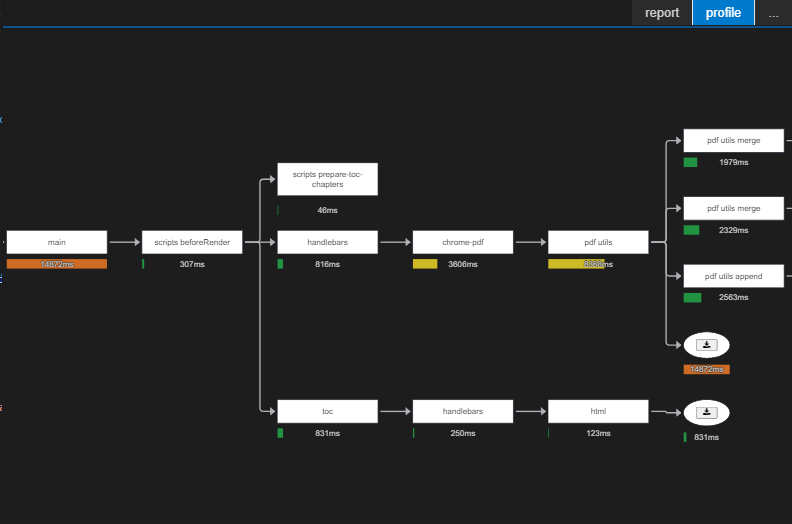 report
profile
...
pdf utils merge
1979ms
scripts prepare-toc-
chapters
46ms
pdf utils merge
2329ms
main
14872ms
scripts beforeRender
307ms
handlebars
816ms
chrome-pdf
3606ms
pdf utils
pdf utils append
2563ms
14872ms
toc
831ms
handlebars
250ms
html
123ms
831ms